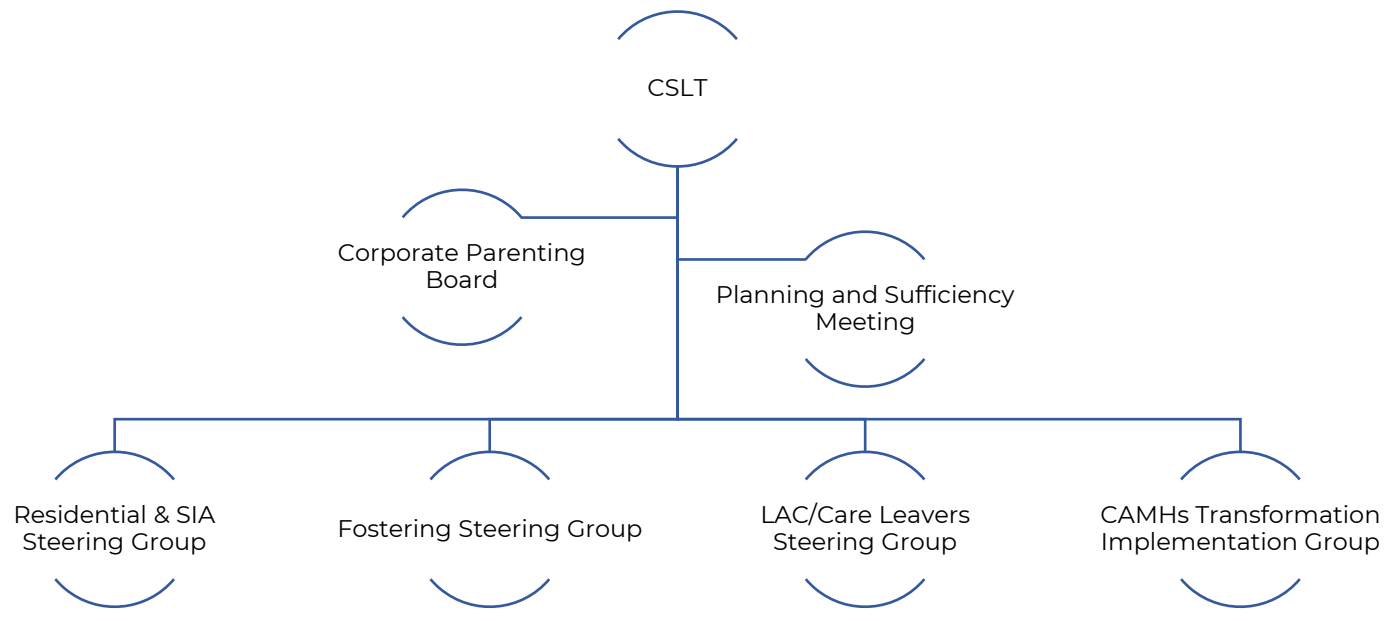 CSLT
Corporate Parenting
Board
Planning and Sufficiency
Meeting
Residential & SIA
Steering Group
Fostering Steering Group
LAC/Care Leavers
Steering Group
CAMHs Transformation
Implementation Group